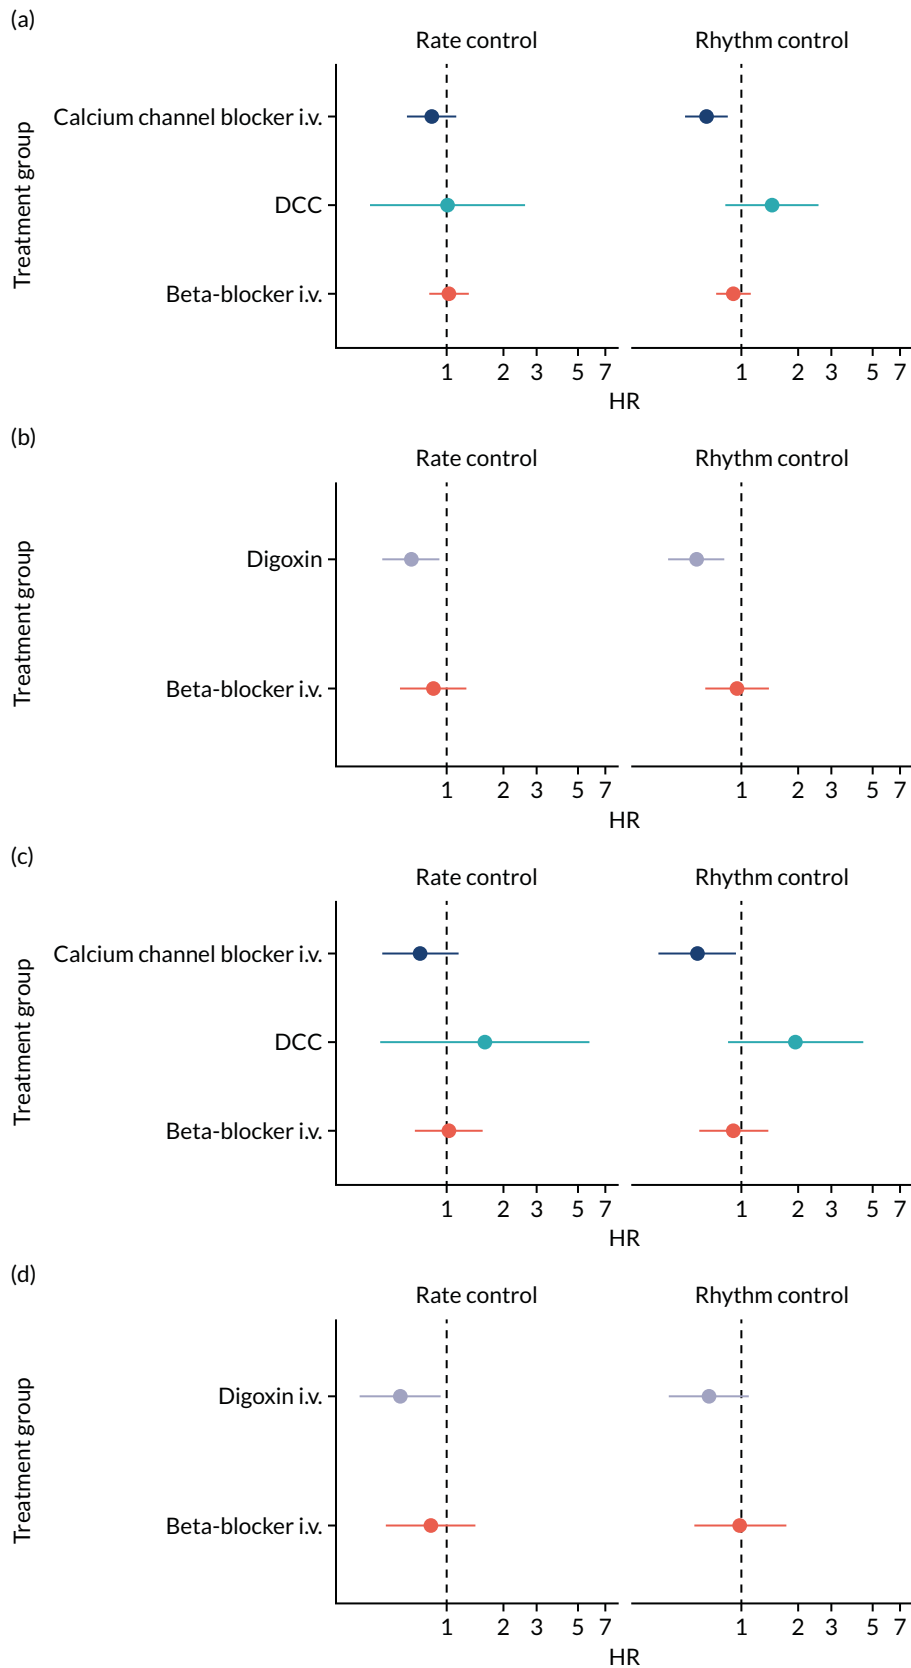 (a)
Rate control Rhythm control
Treatment group
Calcium channel blocker i.v.
DCC
Beta-blocker i.v.
1 2 3 5 7 1 2 3 5 7
HR
(b)
Rate control Rhythm control
Treatment group
Digoxin
Beta-blocker i.v.
1 2 3 5 7 1 2 3 5 7
HR
(c)
Rate control Rhythm control
Treatment group
Calcium channel blocker i.v.
DCC
Beta-blocker i.v.
1 2 3 5 7 1 2 3 5 7
HR
(d)
Rate control Rhythm control
Treatment group
Digoxin i.v.
Beta-blocker i.v.
1 2 3 5 7 1 2 3 5 7
HR